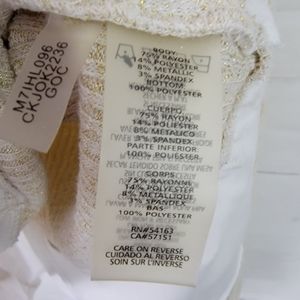 M71HL086
CKJOK2236
GDC
BODY:
75% RAYON
14% POLYESTER
8% METALLIC
3% SPANDEX
BOTTOM
100% POLYESTER
CUERPO:
75% RAYON
14% POLIESTER
8% METALICO
3% SPANDEX
PARTE INFERIOR:
100% POLIESTER
CORPS:
75% RAYONNE
14% POLYESTER
8% METALLIQUE
3% SPANDEX
BAS:
100% POLYESTER
RN#54163
CA#57151
CARE ON REVERSE
CUIDADO AL REVERSO
SOIN SUR L'INVERSE